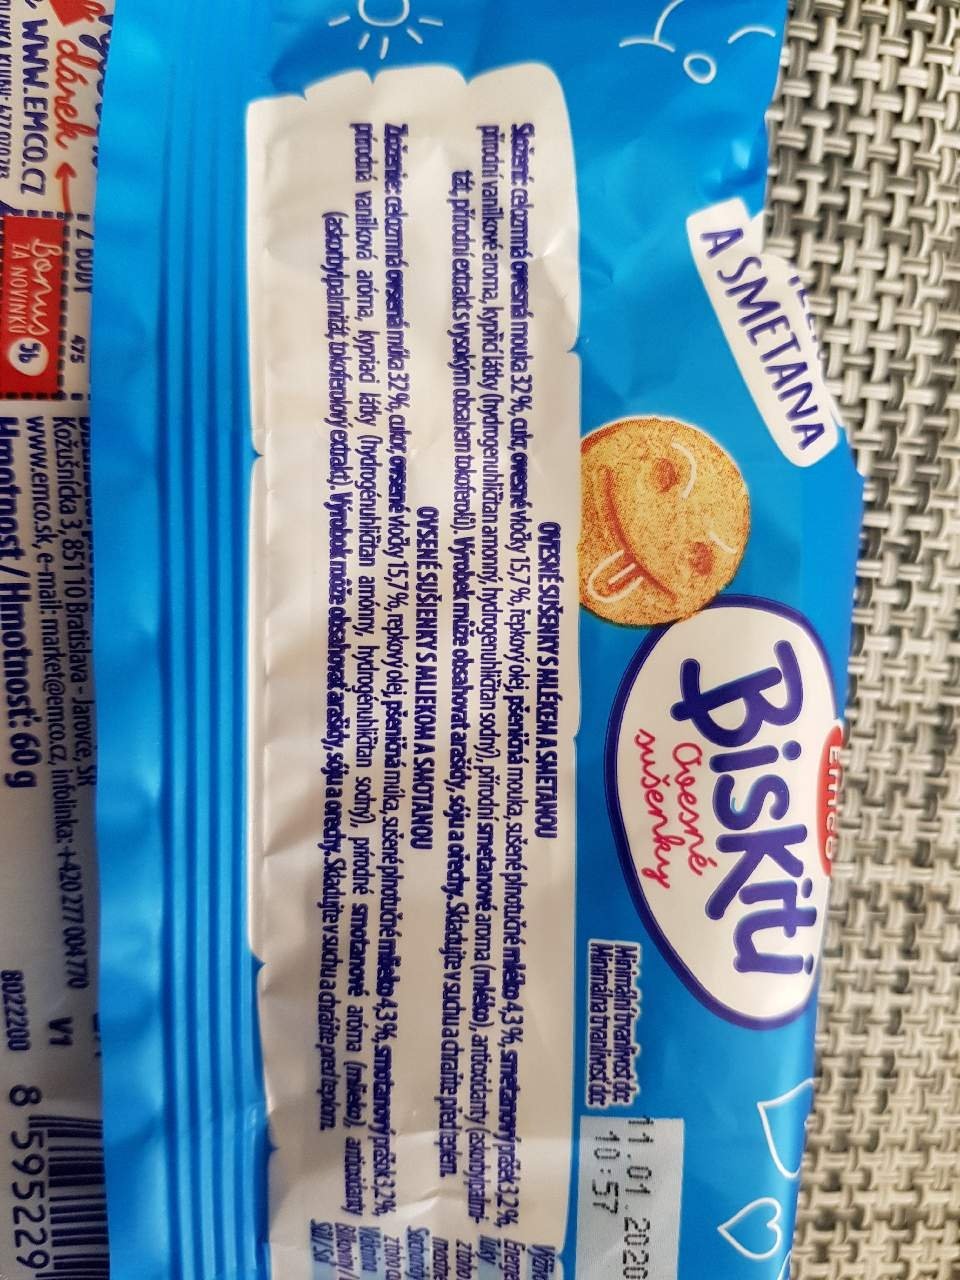 A SMETANA
emco
Biskiti
Ovesné
sušenky
Minimální trvanlivost do:
Minimálna trvanlivosť do:
11.01.2020
10:57
OVESNÉ SUŠENKY S MLÉKEM A SMETANOU
Složení: celozrnná ovesná mouka 32 %, cukr, ovesné vločky 15,7 %, řepkový olej, pšeničná mouka, sušené plnotučné mléko 4,3 %, smetanový prášek 3,2 %,
přírodní vanilkové aroma, kypřicí látky (hydrogenuhličitan amonný, hydrogenuhličitan sodný), přírodní smetanové aroma (mléko), antioxidanty (askorbylpalmi-
tát, přírodní extrakt s vysokým obsahem tokoferolů). Výrobek může obsahovat arašídy, sóju a ořechy. Skladujte v suchu a chraňte před teplem.
OVSENÉ SUŠIENKY S MLIEKOM A SMOTANOU
Zloženie: celozrnná ovsená múka 32 %, cukor, ovsené vločky 15,7 %, repkový olej, pšeničná múka, sušené plnotučné mlieko 4,3 %, smotanový prášok 3,2 %,
prírodná vanilková aróma, kypriace látky (hydrogénuhličitan amónny, hydrogénuhličitan sodný), prírodné smotanové aróma (mlieko), antioxidanty
(askorbylpalmitát, tokoferolový extrakt). Výrobok môže obsahovať arašidy, sóju a orechy. Skladujte v suchu a chráňte pred teplom.
dárek
WWW.EMCO.CZ
Bonus
ZA NOVINKU
475
Kožušnícka 3, 851 10 Bratislava - Jarovce, SR
www.emco.sk, e-mail: market@emco.cz, infolinka: +420 277 004 770
V1
Hmotnost / Hmotnosť: 60 g
8022200
8 595229